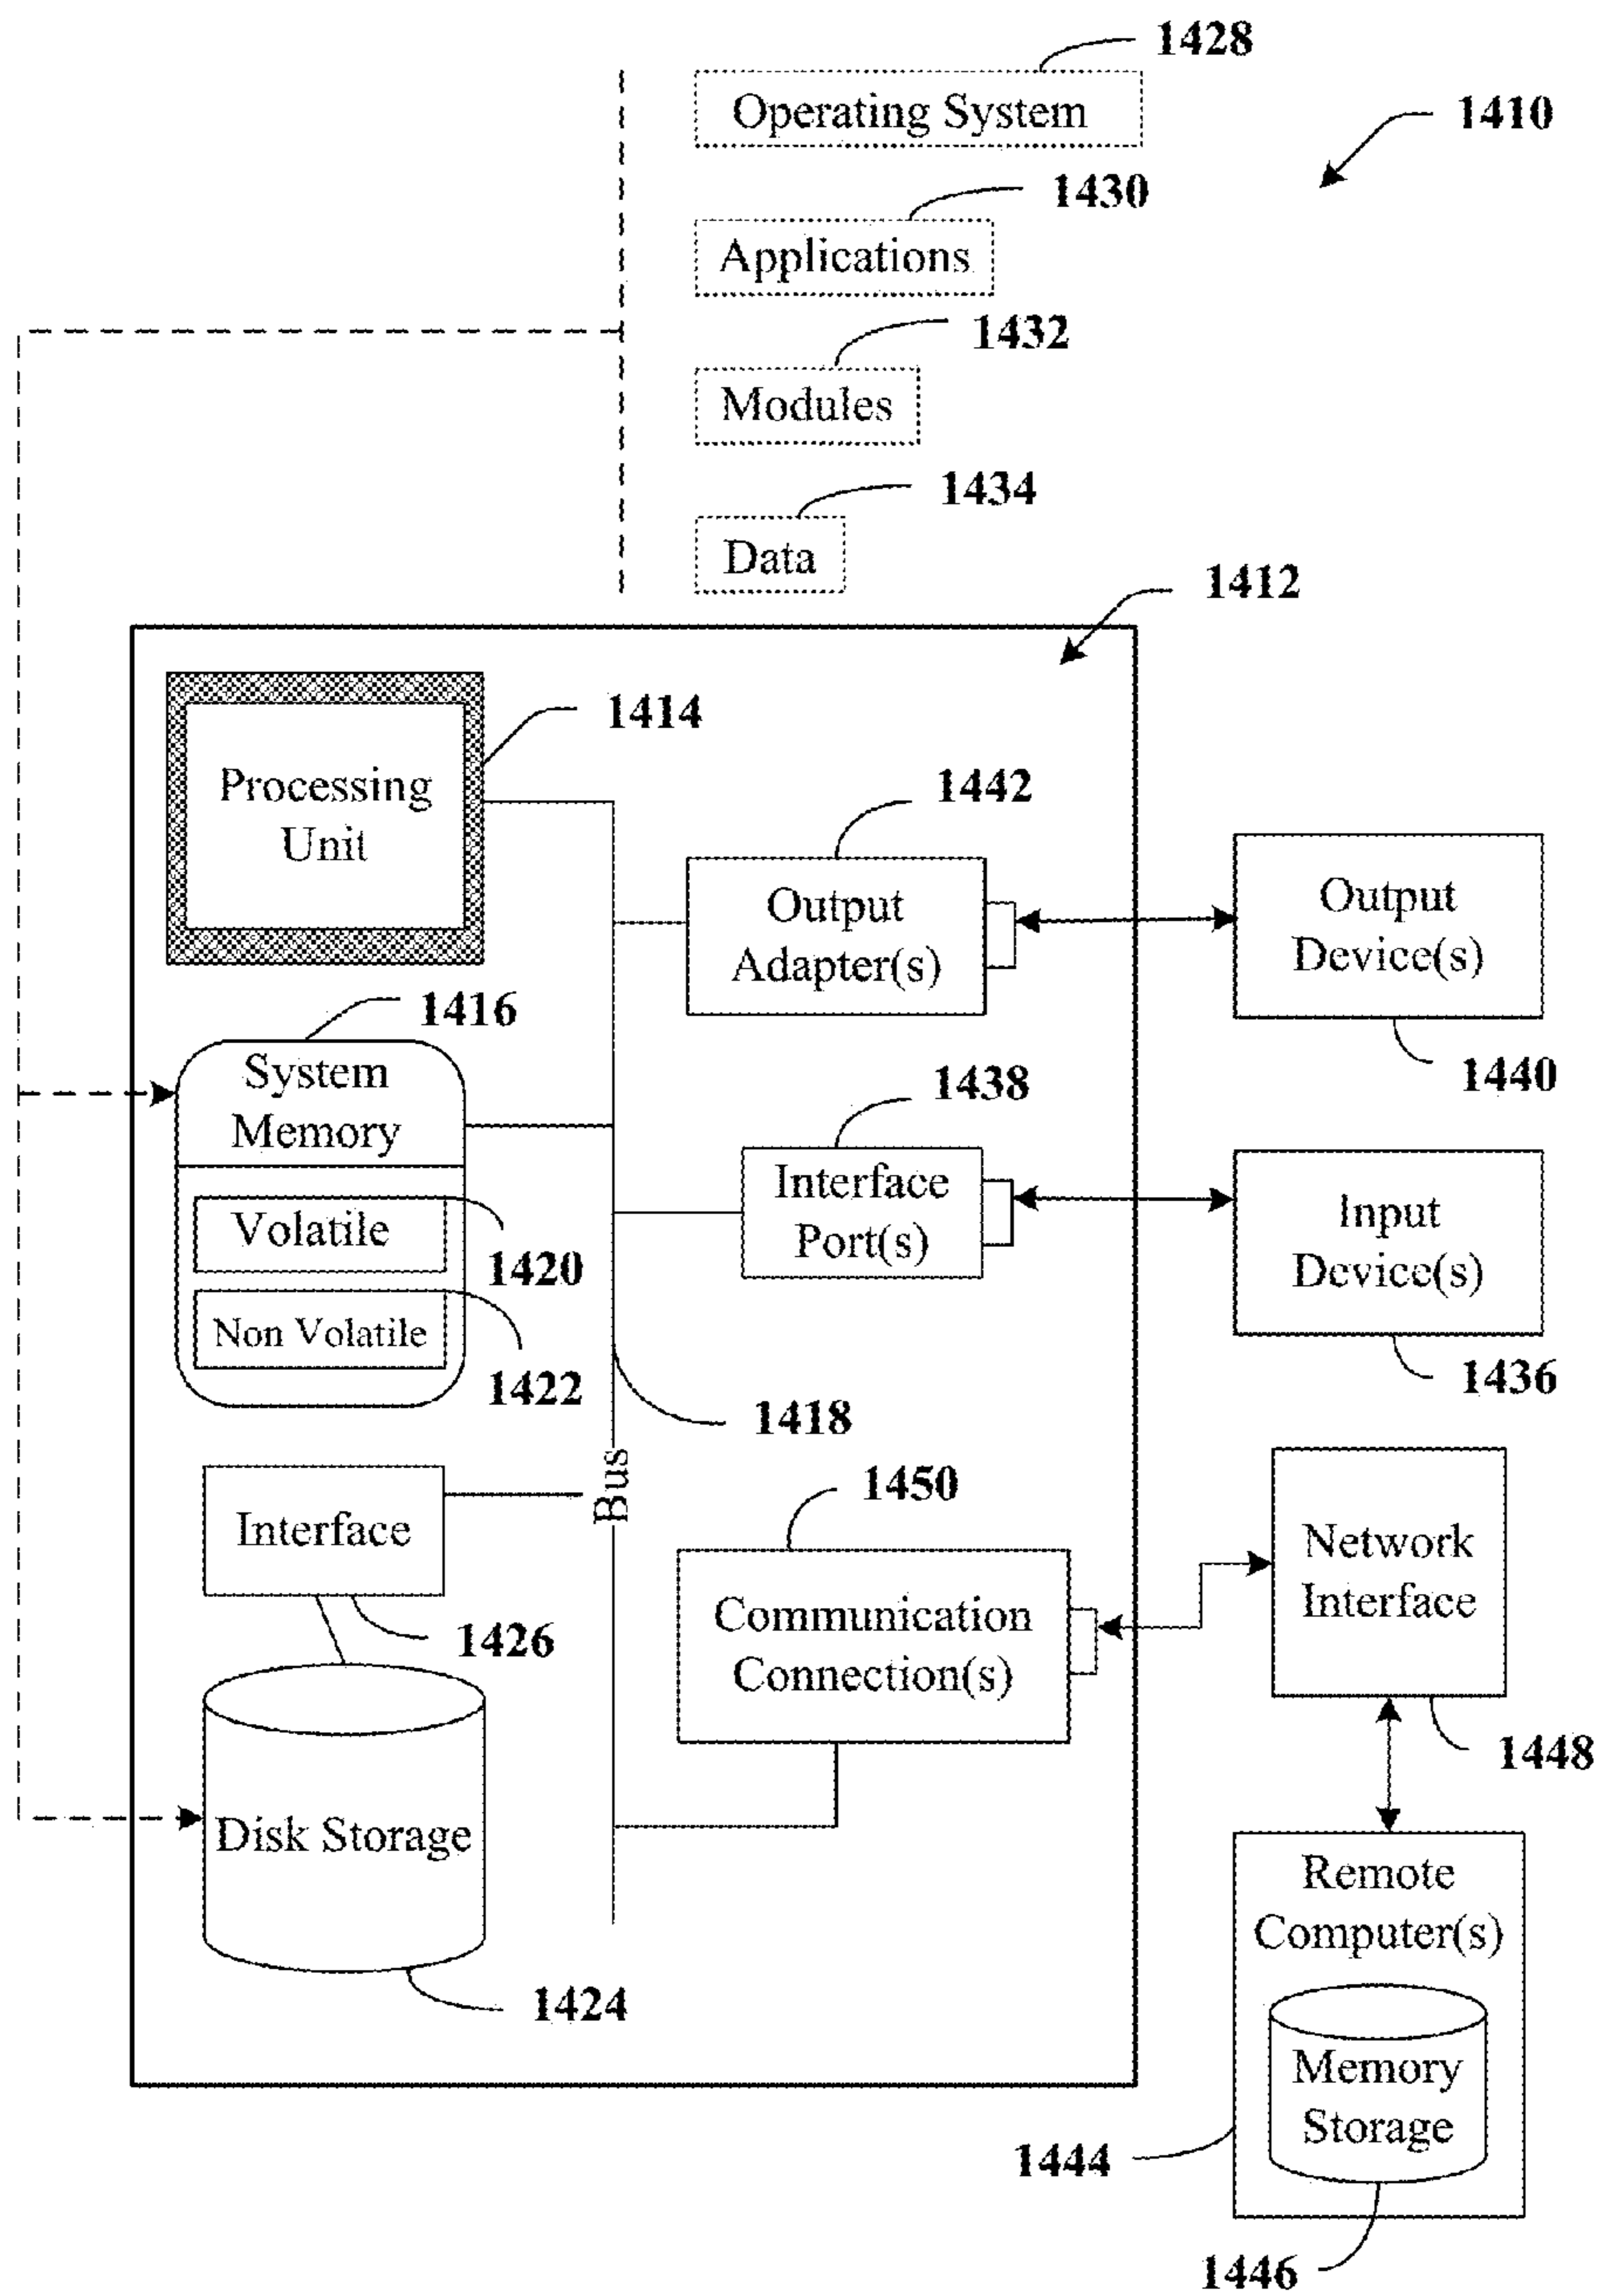 1428
Operating System
1410
1430
Applications
1432
Modules
1434
Data
1412
1414
Processing
Unit
1442
Output
Adapter(s)
Output
Device(s)
1440
1416
System
Memory
1438
Interface
Port(s)
Input
Device(s)
1436
Volatile
1420
Non Volatile
1422
1418
Bus
1450
Interface
1426
Communication
Connection(s)
Network
Interface
1448
Disk Storage
1424
Remote
Computer(s)
Memory
Storage
1444
1446